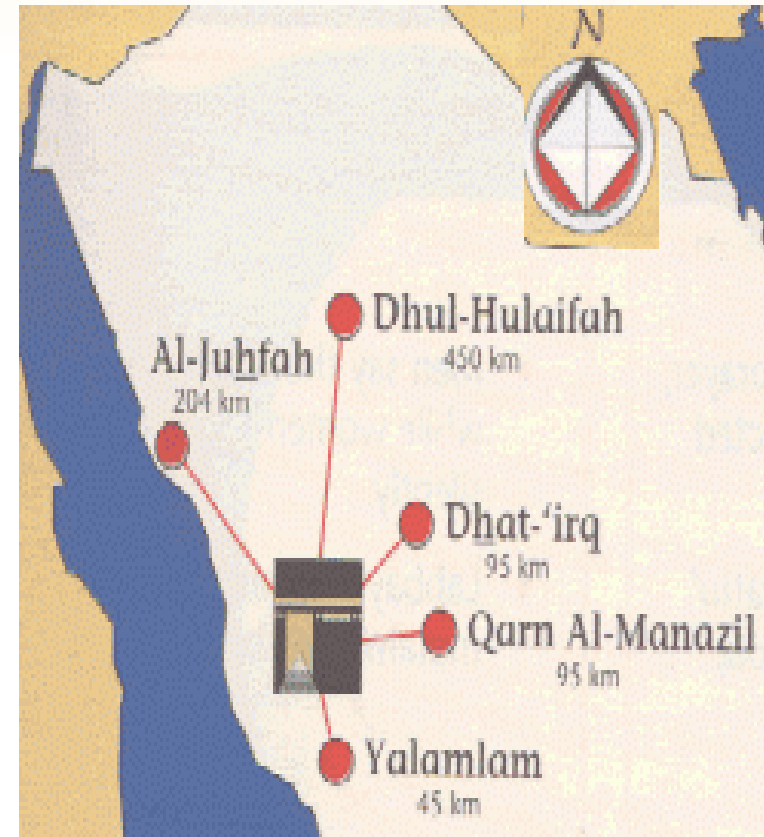 N
Dhul-Hulaifah
450 km
Al-Juhfah
204 km
Dhat-‘irq
95 km
Qarn Al-Manazil
95 km
Yalamlam
45 km